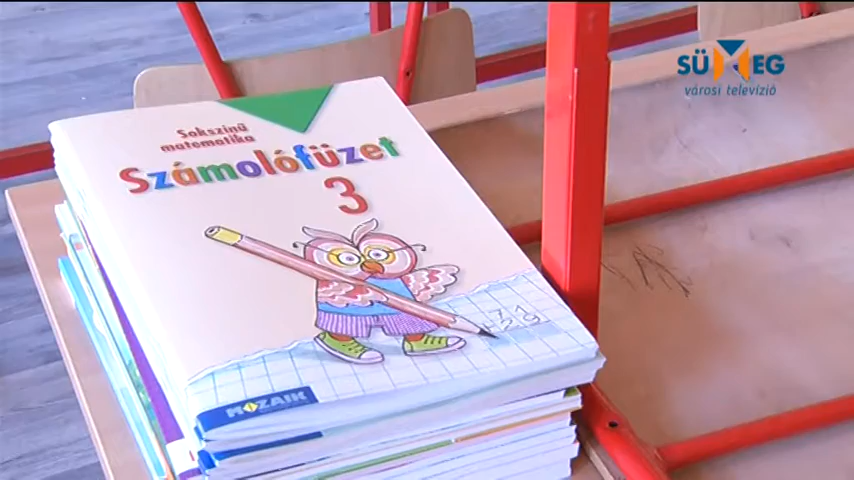 SÜMEG
városi televízió
Sokszínű
matematika
Számolófüzet
3
MOZAIK